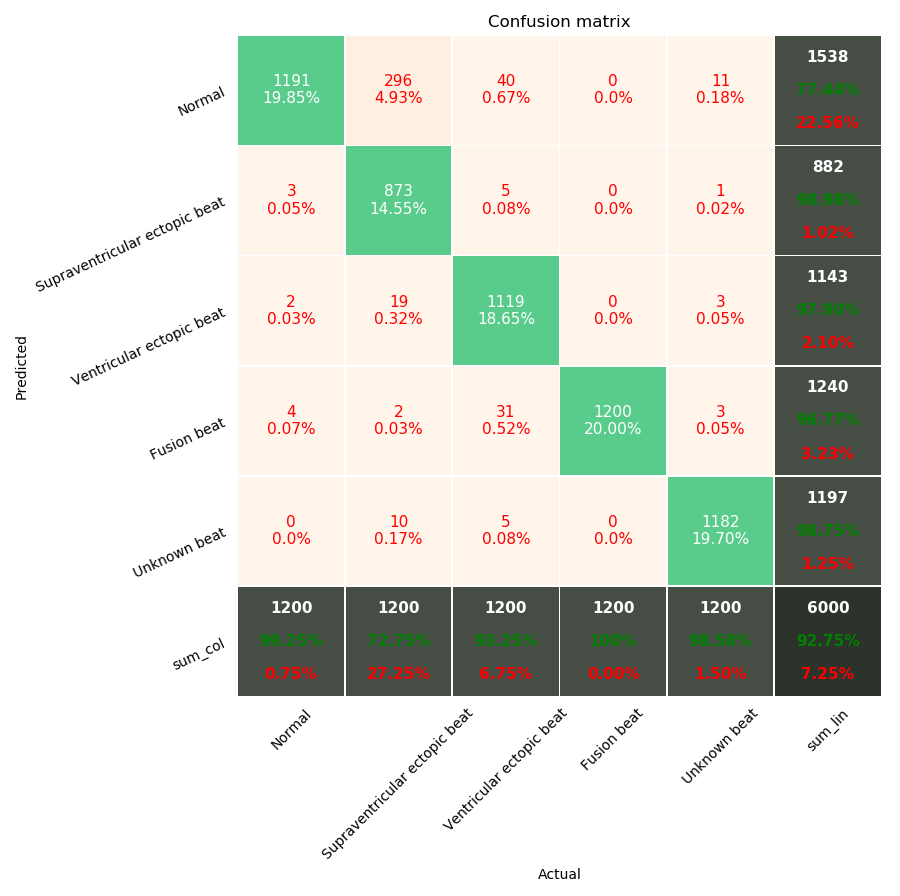 Confusion matrix
Normal
1191 296 40 0 11 1538
19.85% 4.93% 0.67% 0.0% 0.18% 77.44%
22.56%
Supraventricular ectopic beat
3 873 5 0 1 882
0.05% 14.55% 0.08% 0.0% 0.02% 98.98%
1.02%
Ventricular ectopic beat
2 19 1119 0 3 1143
0.03% 0.32% 18.65% 0.0% 0.05% 97.90%
2.10%
Predicted
Fusion beat
4 2 31 1200 3 1240
0.07% 0.03% 0.52% 20.00% 0.05% 96.77%
3.23%
Unknown beat
0 10 5 0 1182 1197
0.0% 0.17% 0.08% 0.0% 19.70% 98.75%
1.25%
sum_col
1200 1200 1200 1200 1200 6000
99.25% 72.75% 93.25% 100% 98.50% 92.75%
0.75% 27.25% 6.75% 0.00% 1.50% 7.25%
Normal
Supraventricular ectopic beat
Ventricular ectopic beat
Fusion beat
Unknown beat
sum_lin
Actual